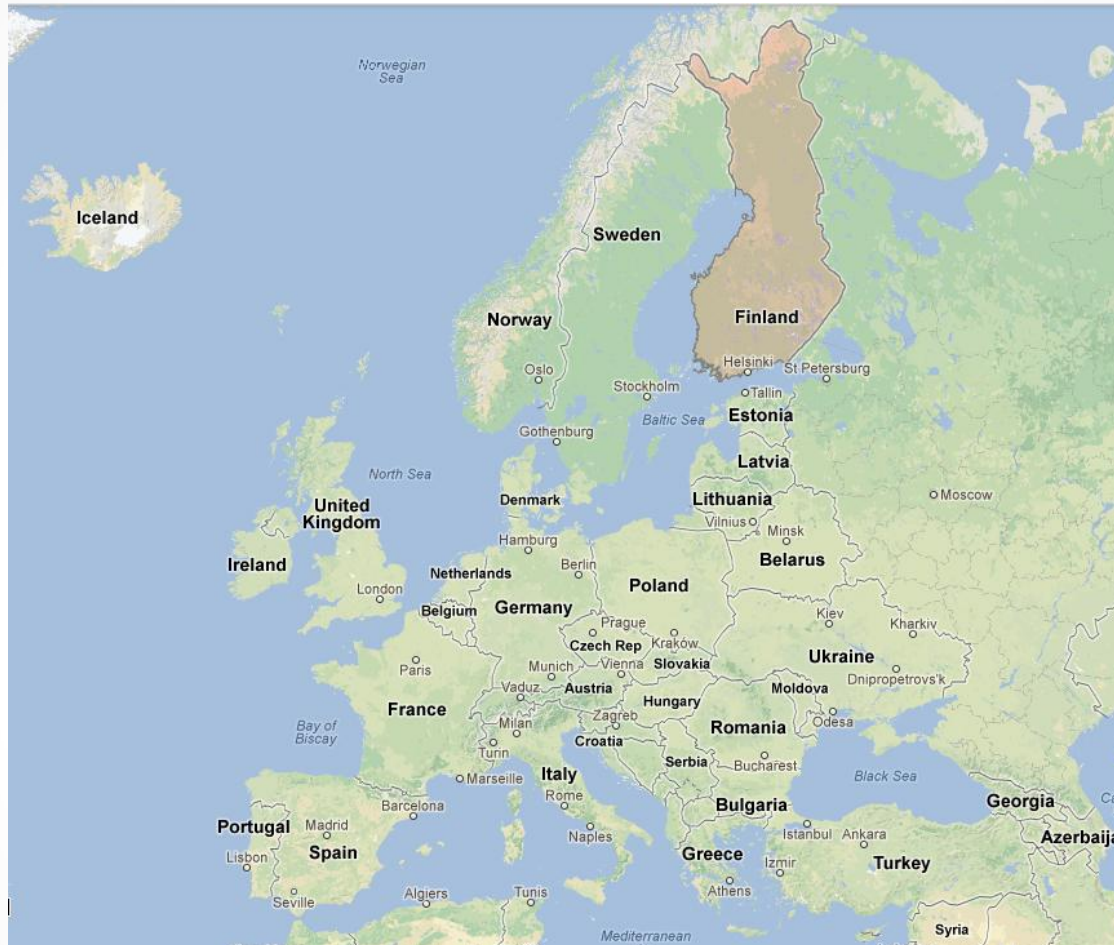 Norwegian
Sea
Iceland
Sweden
Norway
Finland
Helsinki
St Petersburg
Oslo
Stockholm
Tallin
Baltic Sea
Estonia
Gothenburg
Latvia
North Sea
Denmark
Lithuania
Moscow
United
Kingdom
Vilnius
Minsk
Hamburg
Ireland
Berlin
Belarus
Netherlands
London
Poland
Belgium
Germany
Kiev
Prague
Kharkiv
Czech Rep
Kraków
Paris
Munich
Vienna
Slovakia
Ukraine
Dnipropetrovs'k
Vaduz
Austria
Moldova
France
Hungary
Milan
Zagreb
Odesa
Bay of
Biscay
Romania
Croatia
Turin
Serbia
Bucharest
Marseille
Italy
Black Sea
Rome
Barcelona
Bulgaria
Georgia
Portugal
Madrid
Naples
Istanbul
Ankara
Azerbaija
Lisbon
Spain
Greece
Izmir
Turkey
Athens
Seville
Algiers
Tunis
Syria
Mediterranean